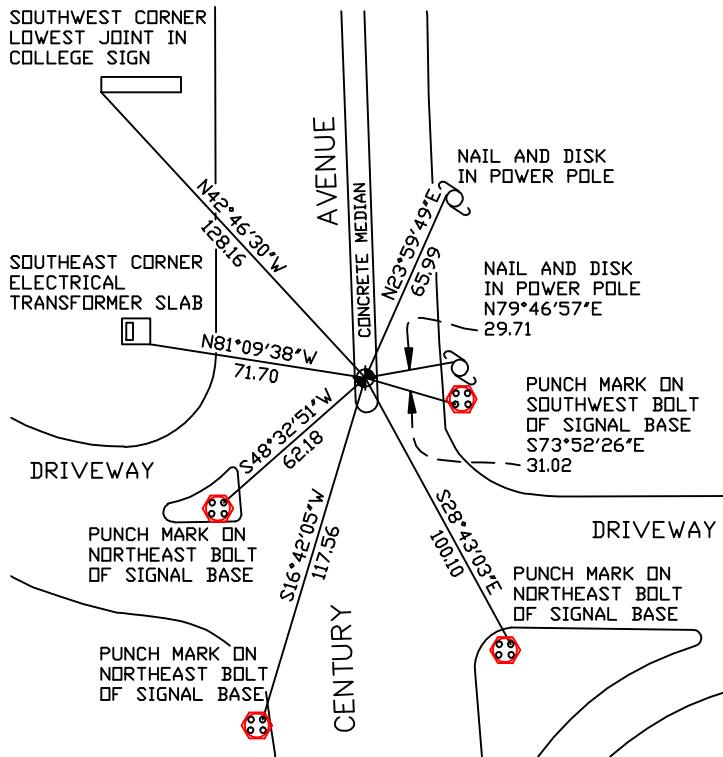 SOUTHWEST CORNER
LOWEST JOINT IN
COLLEGE SIGN
AVENUE
CONCRETE MEDIAN
NAIL AND DISK
IN POWER POLE
N42°46'30"W
128.16
N23°59'49"E
65.99
SOUTHEAST CORNER
ELECTRICAL
TRANSFORMER SLAB
NAIL AND DISK
IN POWER POLE
N79°46'57"E
29.71
N81°09'38"W
71.70
PUNCH MARK ON
SOUTHWEST BOLT
OF SIGNAL BASE
S73°52'26"E
31.02
S48°32'51"W
62.18
DRIVEWAY
S16°42'05"W
117.56
S28°43'03"E
100.10
DRIVEWAY
PUNCH MARK ON
NORTHEAST BOLT
OF SIGNAL BASE
PUNCH MARK ON
NORTHEAST BOLT
OF SIGNAL BASE
CENTURY
PUNCH MARK ON
NORTHEAST BOLT
OF SIGNAL BASE